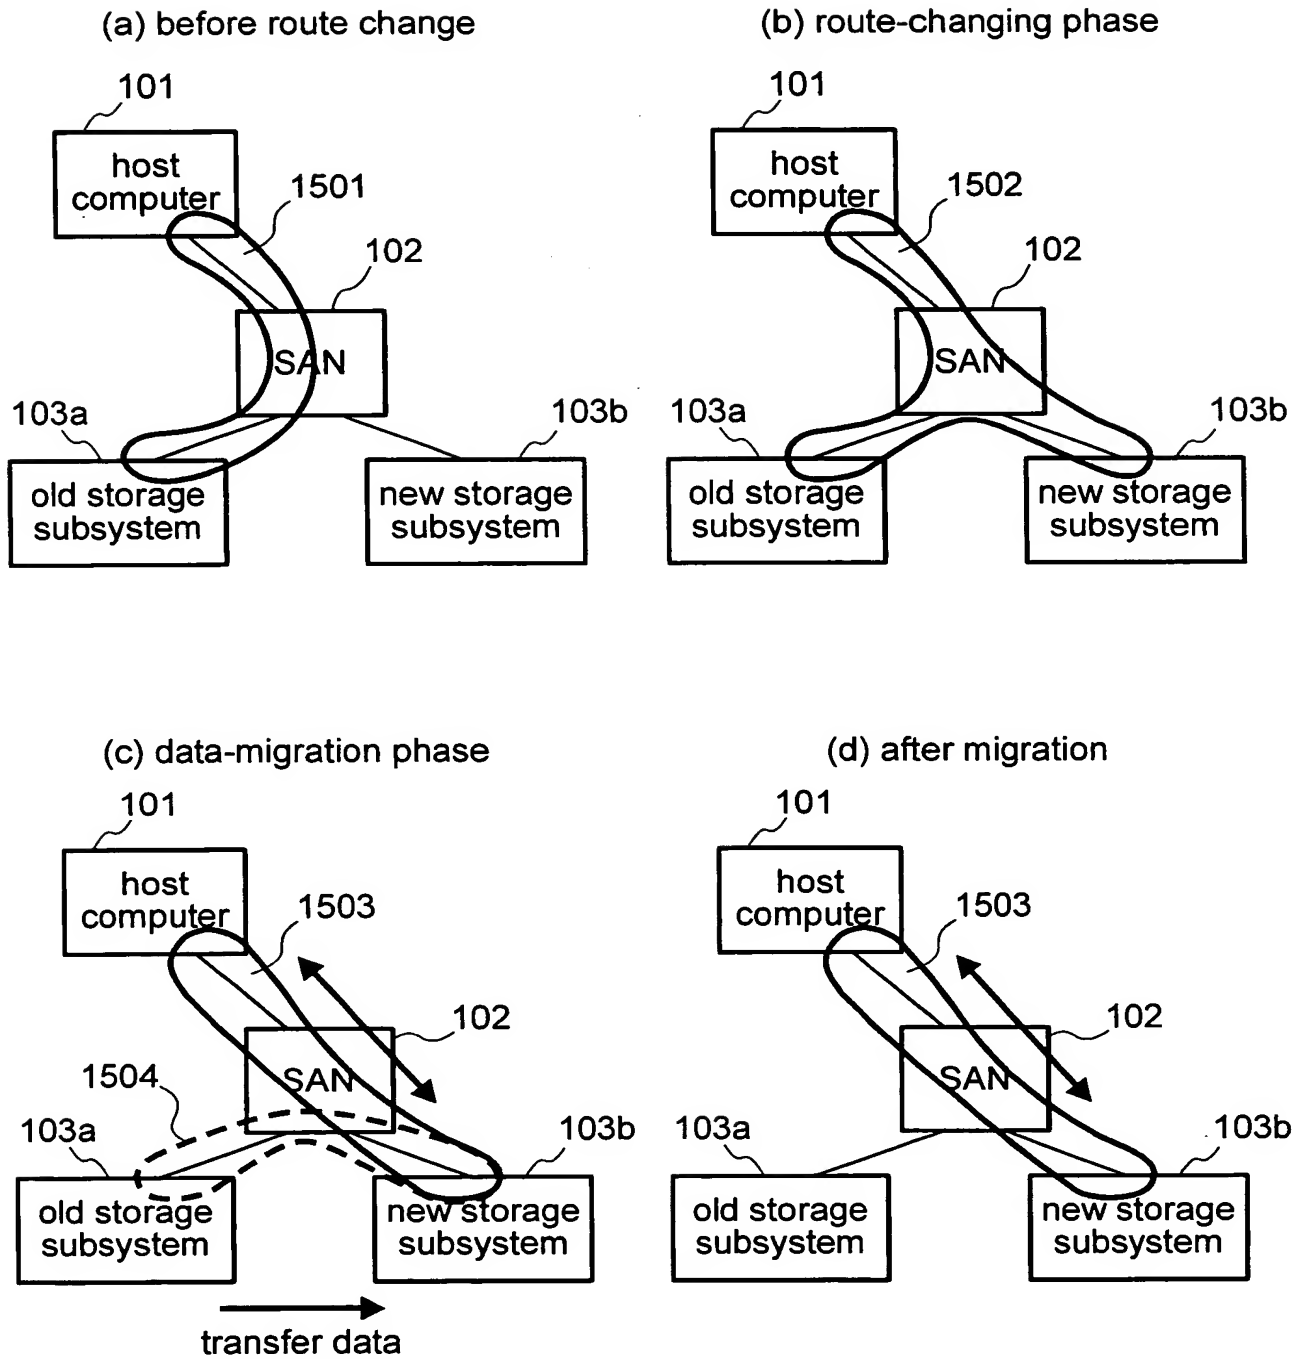 (a) before route change
101
host
computer
1501
102
SAN
103a
103b
old storage
subsystem
new storage
subsystem
(b) route-changing phase
101
host
computer
1502
102
SAN
103a
103b
old storage
subsystem
new storage
subsystem
(c) data-migration phase
101
host
computer
1503
102
SAN
1504
103a
103b
old storage
subsystem
new storage
subsystem
transfer data
(d) after migration
101
host
computer
1503
102
SAN
103a
103b
old storage
subsystem
new storage
subsystem